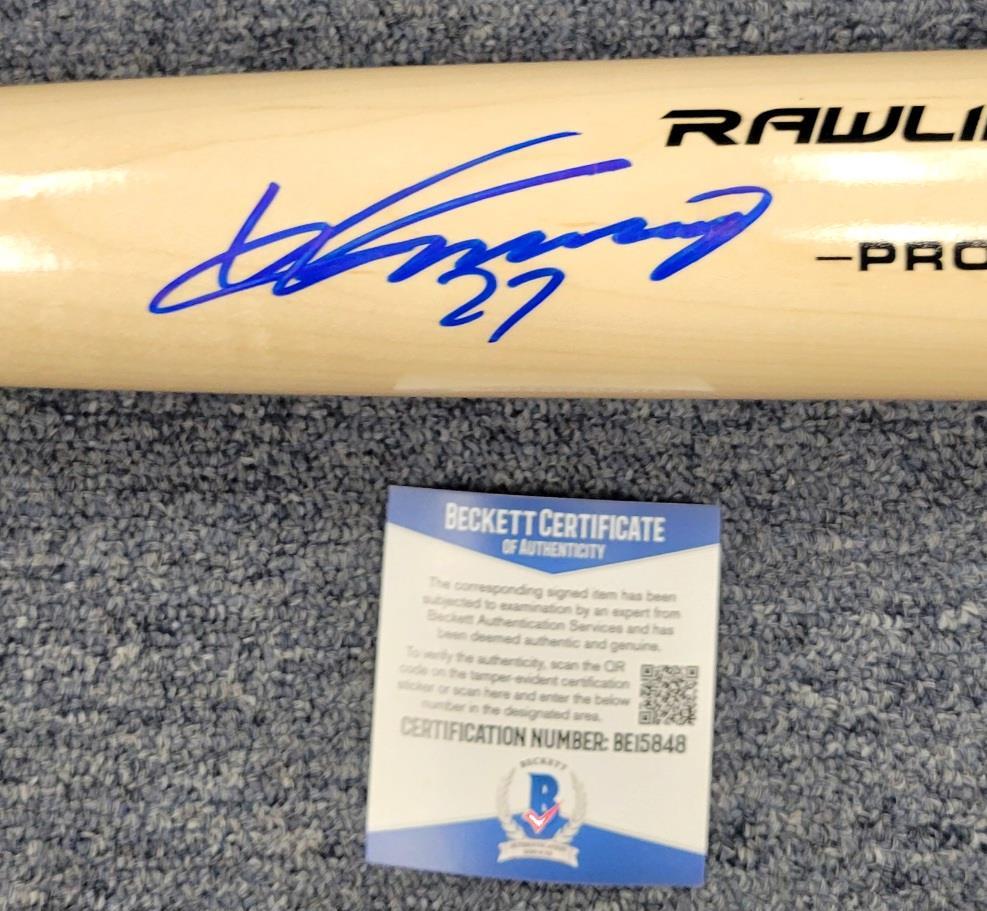 RAWLI
-PRO
27
BECKETT CERTIFICATE
OF AUTHENTICITY
The corresponding signed item has been
subjected to examination by an expert from
Beckett Authentication Services and has
been deemed authentic and genuine.
To verify the authenticity, scan the QR
code on the tamper-evident certification
sticker or scan here and enter the below
number in the designated area.
CERTIFICATION NUMBER: BE15848
BECKETT
B